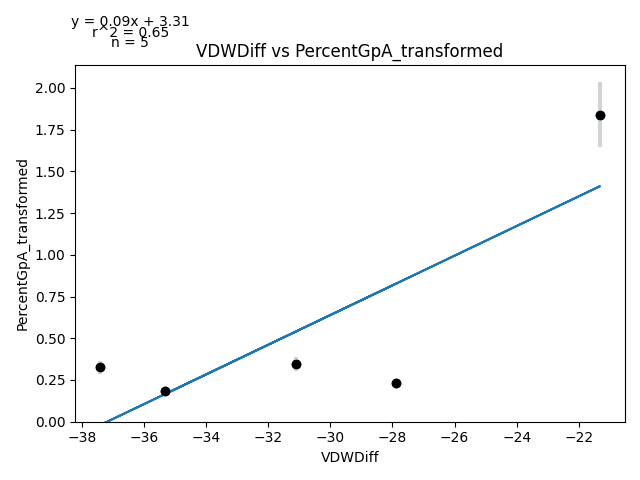 y = 0.09x + 3.31
r^2 = 0.65
n = 5
VDWDiff vs PercentGpA_transformed
2.00
1.75
1.50
1.25
1.00
0.75
0.50
0.25
0.00
PercentGpA_transformed
−38 −36 −34 −32 −30 −28 −26 −24 −22
VDWDiff